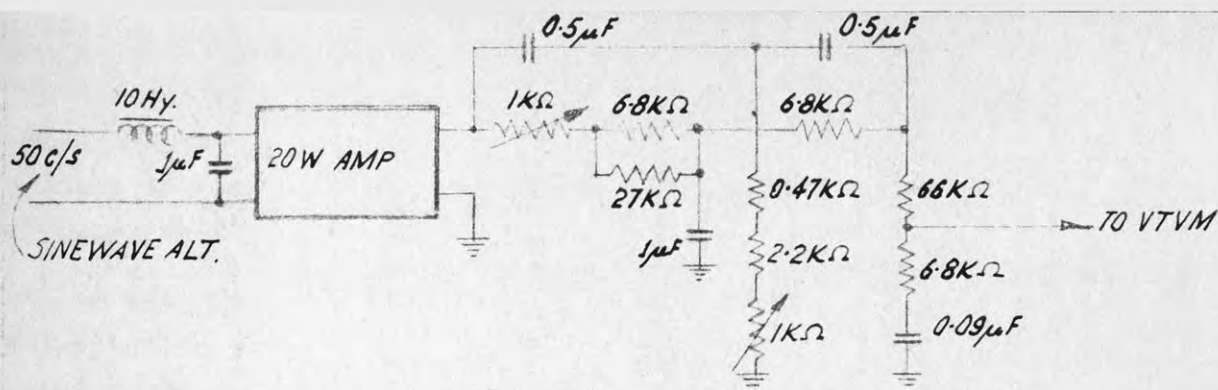 0.5μF
0.5μF
10Hy.
1KΩ
6.8KΩ
6.8KΩ
50 c/s
1μF
20W AMP
27KΩ
0.47KΩ
66KΩ
TO VTVM
SINEWAVE ALT.
1μF
2.2KΩ
6.8KΩ
1KΩ
0.09μF